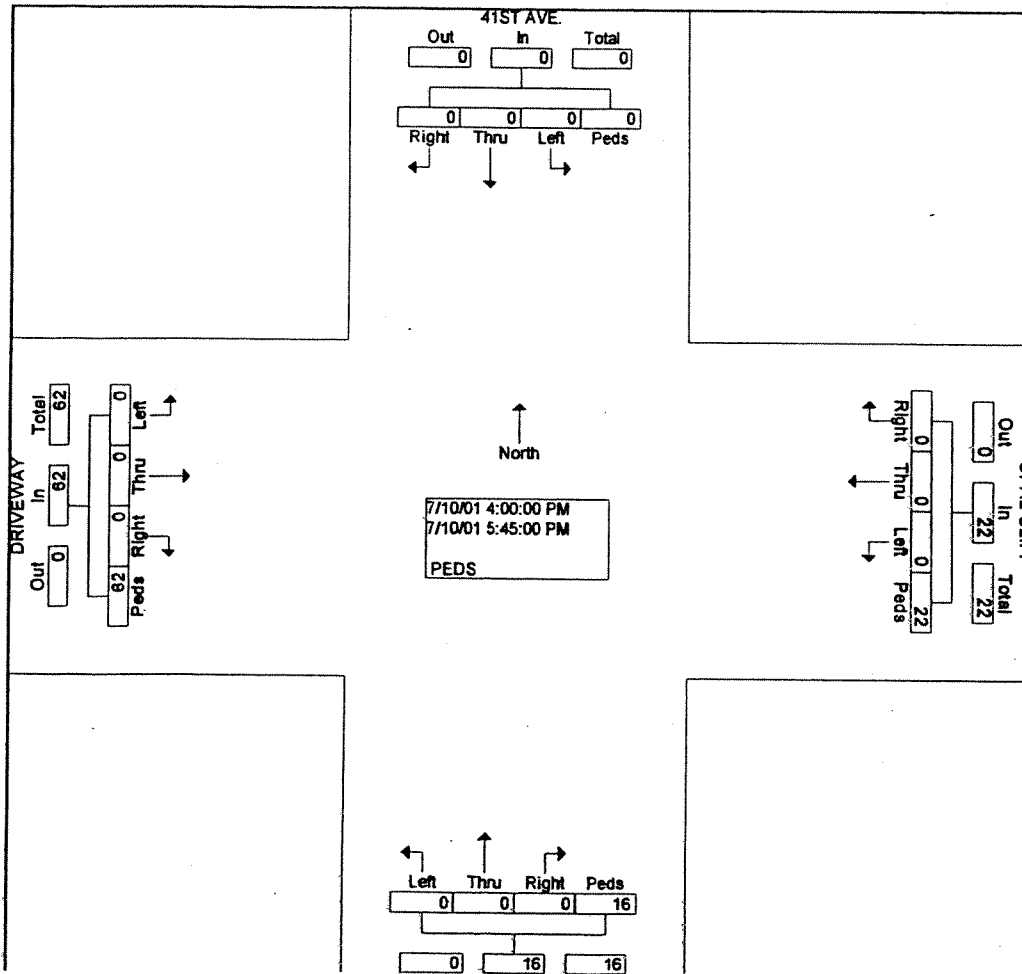 41ST AVE.
Out In Total
0 0 0
0 0 0 0
Right Thru Left Peds
DRIVEWAY
Total In Out
62 62 0
0 0 0 62
Left Thru Right Peds
North
7/10/01 4:00:00 PM
7/10/01 5:45:00 PM
PEDS
Right Thru Left Peds
0 0 0 22
Out In Total
0 22 22
Left Thru Right Peds
0 0 0 16
0 16 16